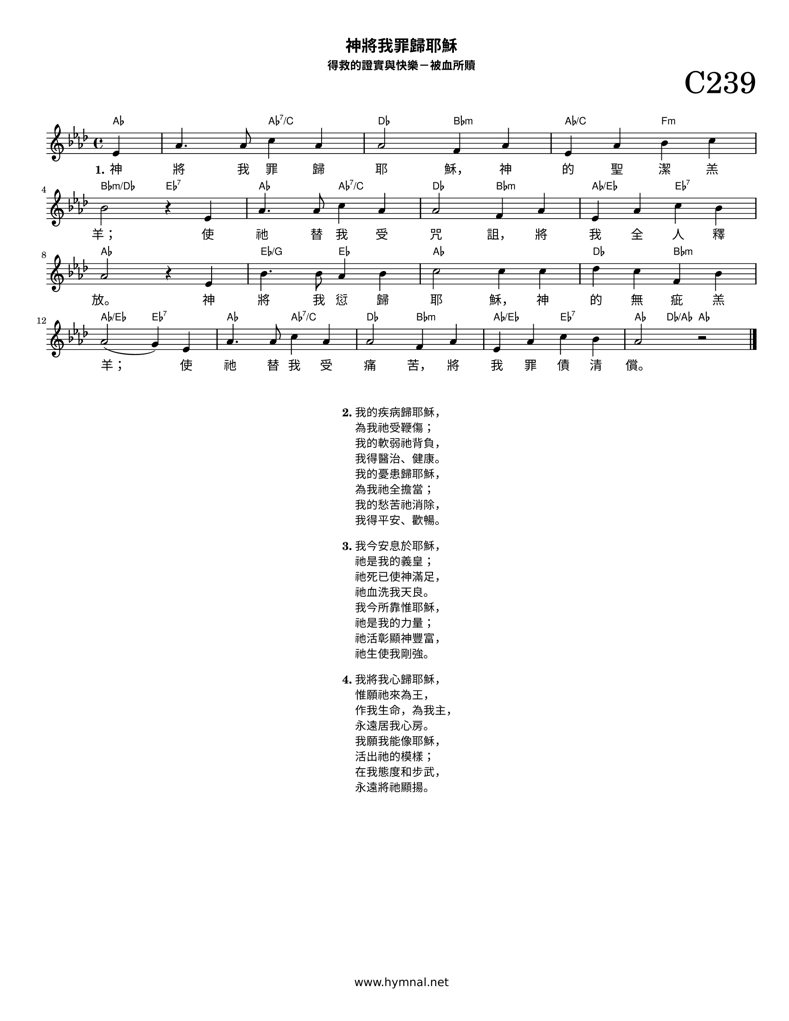 神將我罪歸耶穌
得救的證實與快樂－被血所贖
C239
A♭ A♭7/C D♭ B♭m A♭/C Fm
1. 神 將 我 罪 歸 耶 穌， 神 的 聖 潔 羔
4 B♭m/D♭ E♭7 A♭ A♭7/C D♭ B♭m A♭/E♭ E♭7
羊； 使 祂 替 我 受 咒 詛， 將 我 全 人 釋
8 A♭ E♭/G E♭ A♭ D♭ B♭m
放。 神 將 我 愆 歸 耶 穌， 神 的 無 疵 羔
12 A♭/E♭ E♭7 A♭ A♭7/C D♭ B♭m A♭/E♭ E♭7 A♭ D♭/A♭ A♭
羊； 使 祂 替 我 受 痛 苦， 將 我 罪 債 清 償。
2. 我的疾病歸耶穌，
為我祂受鞭傷；
我的軟弱祂背負，
我得醫治、健康。
我的憂患歸耶穌，
為我祂全擔當；
我的愁苦祂消除，
我得平安、歡暢。
3. 我今安息於耶穌，
祂是我的義皇；
祂死已使神滿足，
祂血洗我天良。
我今所靠惟耶穌，
祂是我的力量；
祂活彰顯神豐富，
祂生使我剛強。
4. 我將我心歸耶穌，
惟願祂來為王，
作我生命，為我主，
永遠居我心房。
我願我能像耶穌，
活出祂的模樣；
在我態度和步武，
永遠將祂顯揚。
www.hymnal.net